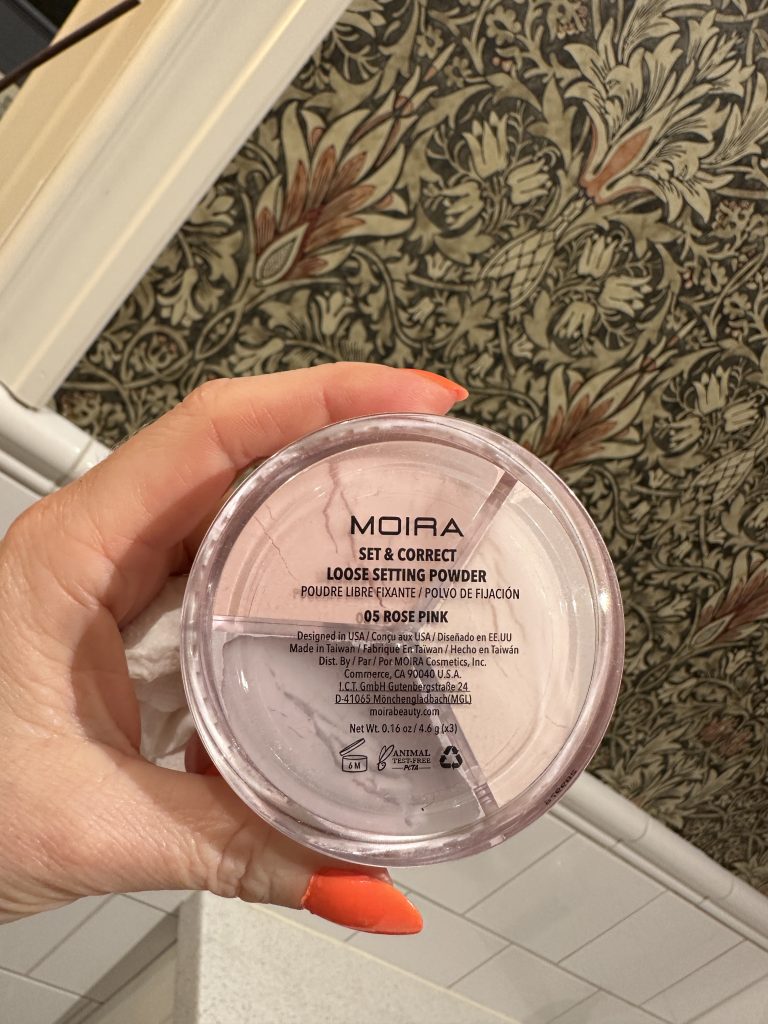 MOIRA
SET & CORRECT
LOOSE SETTING POWDER
POUDRE LIBRE FIXANTE / POLVO DE FIJACIÓN
05 ROSE PINK
Designed in USA / Conçu aux USA / Diseñado en EE.UU
Made in Taiwan / Fabriqué En Taïwan / Hecho en Taiwán
Dist. By / Par / Por MOIRA Cosmetics, Inc.
Commerce, CA 90040 U.S.A.
I.C.T. GmbH Gutenbergstraße 24
D-41065 Mönchengladbach(MGL)
moirabeauty.com
Net Wt. 0.16 oz / 4.6 g (x3)
6 M
ANIMAL
TEST-FREE
PETA